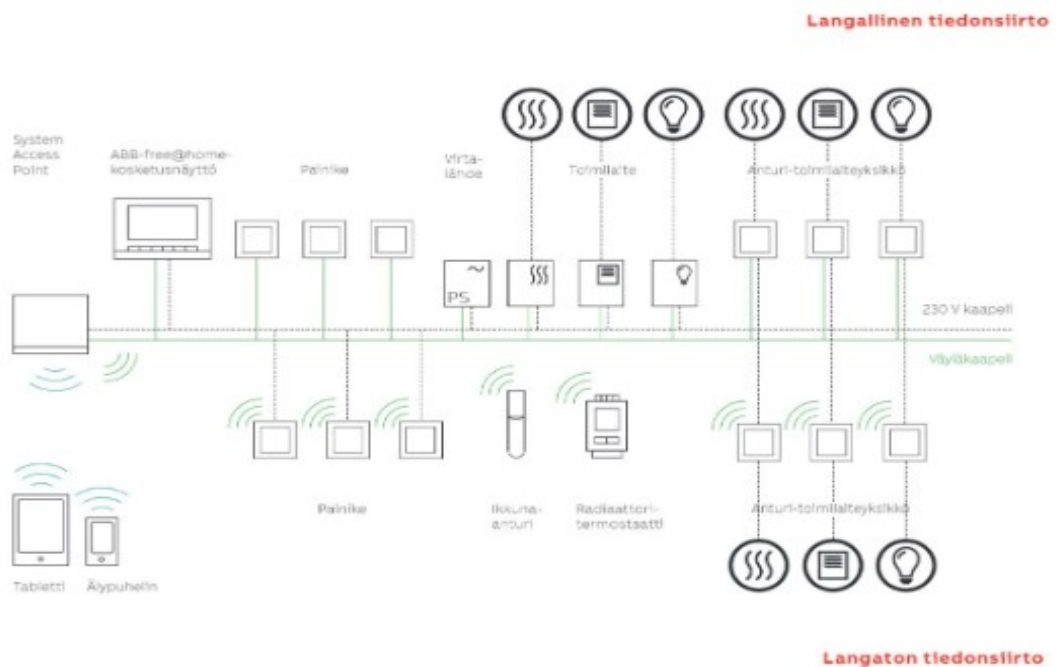 Langallinen tiedonsiirto
System
Access
Point
ABB-free@home-
kosketusnäyttö
Painike
Virta-
lähde
Toimilaite
Anturi-toimilaiteyksikkö
PS
230 V kaapeli
Väyläkaapeli
Painike
Ikkuna-
anturi
Radiaattori-
termostaatti
Anturi-toimilaiteyksikkö
Tabletti
Älypuhelin
Langaton tiedonsiirto